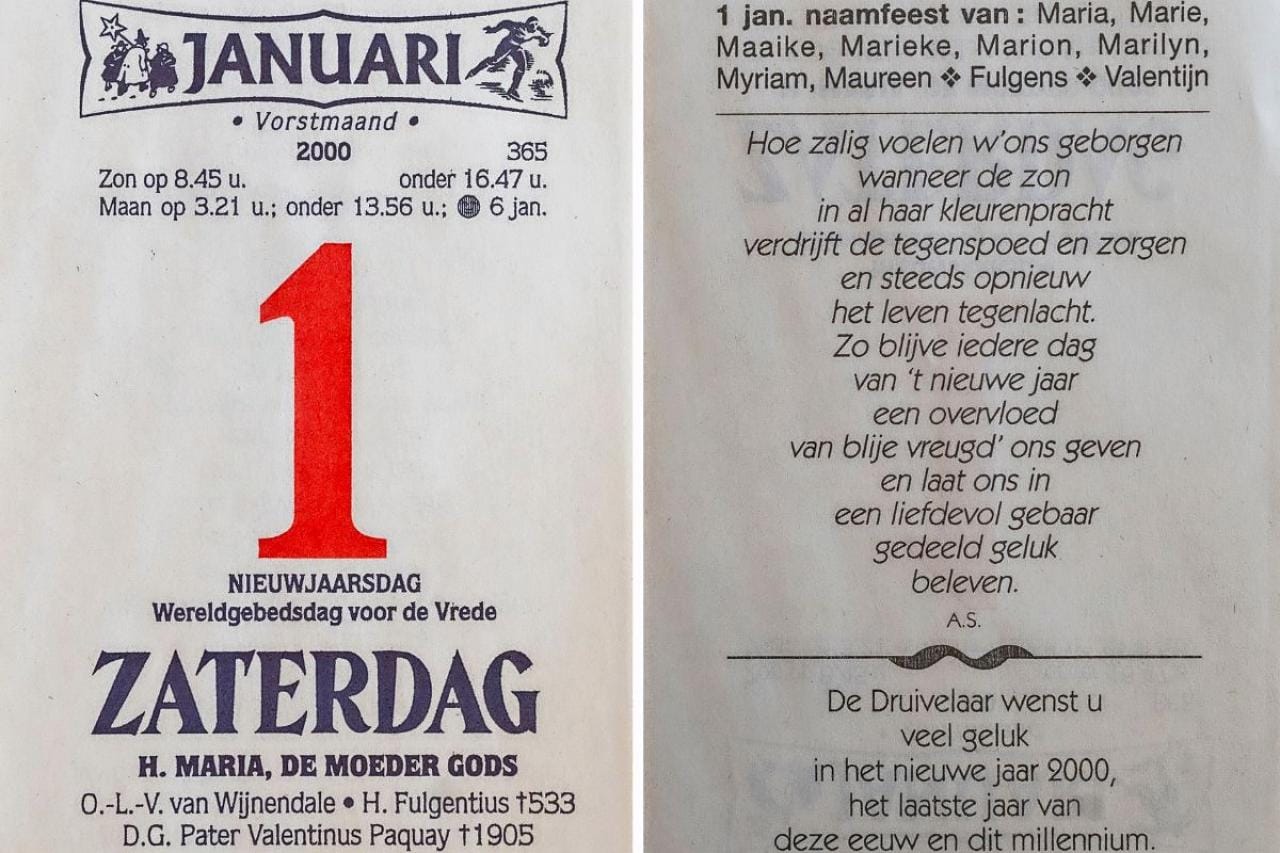 JANUARI
• Vorstmaand •
2000 365
Zon op 8.45 u. onder 16.47 u.
Maan op 3.21 u.; onder 13.56 u.; 6 jan.
1
NIEUWJAARSDAG
Wereldgebedsdag voor de Vrede
ZATERDAG
H. MARIA, DE MOEDER GODS
O.-L.-V. van Wijnendale • H. Fulgentius †533
D.G. Pater Valentinus Paquay †1905
1 jan. naamfeest van : Maria, Marie,
Maaike, Marieke, Marion, Marilyn,
Myriam, Maureen ❖ Fulgens ❖ Valentijn
Hoe zalig voelen w'ons geborgen
wanneer de zon
in al haar kleurenpracht
verdrijft de tegenspoed en zorgen
en steeds opnieuw
het leven tegenlacht.
Zo blijve iedere dag
van 't nieuwe jaar
een overvloed
van blije vreugd' ons geven
en laat ons in
een liefdevol gebaar
gedeeld geluk
beleven.
A.S.
De Druivelaar wenst u
veel geluk
in het nieuwe jaar 2000,
het laatste jaar van
deze eeuw en dit millennium.